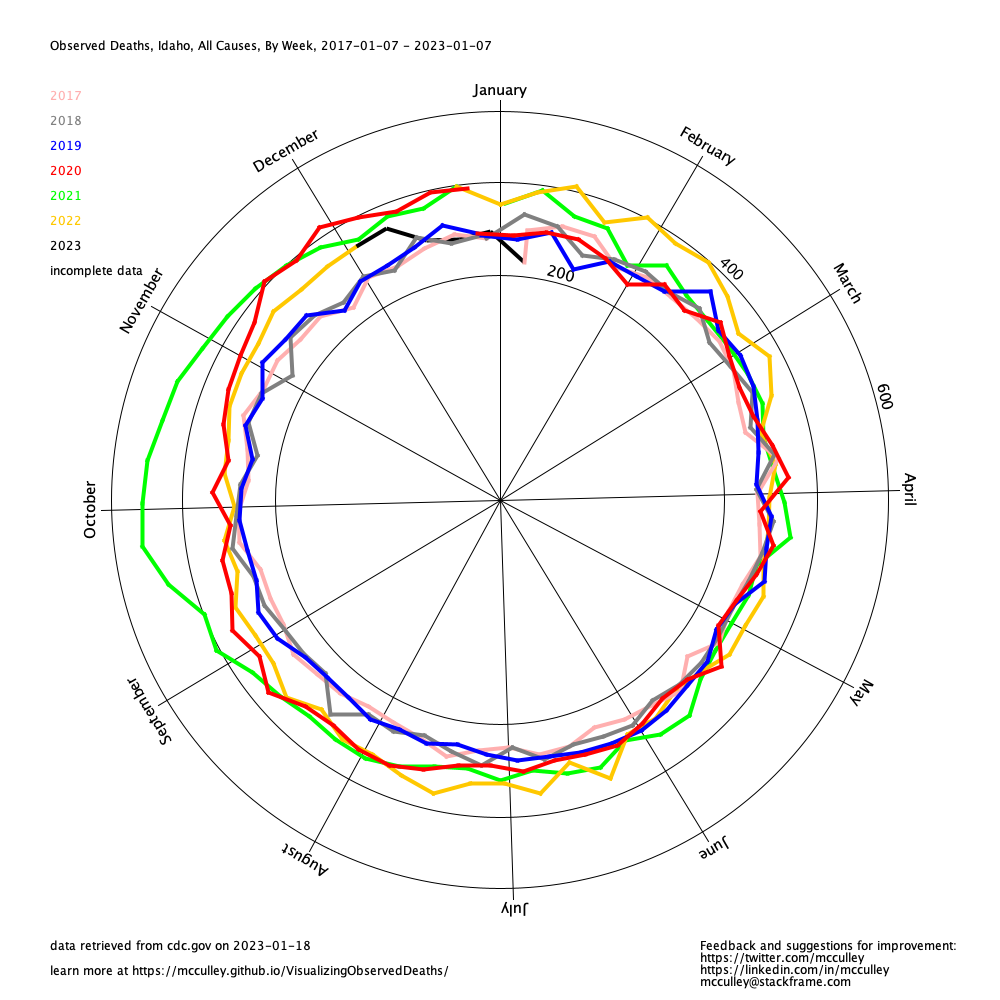 Observed Deaths, Idaho, All Causes, By Week, 2017-01-07 - 2023-01-07
2017
2018
2019
2020
2021
2022
2023
incomplete data
January
February
March
April
May
June
July
August
September
October
November
December
200
400
600
data retrieved from cdc.gov on 2023-01-18
learn more at https://mcculley.github.io/VisualizingObservedDeaths/
Feedback and suggestions for improvement:
https://twitter.com/mcculley
https://linkedin.com/in/mcculley
mcculley@stackframe.com